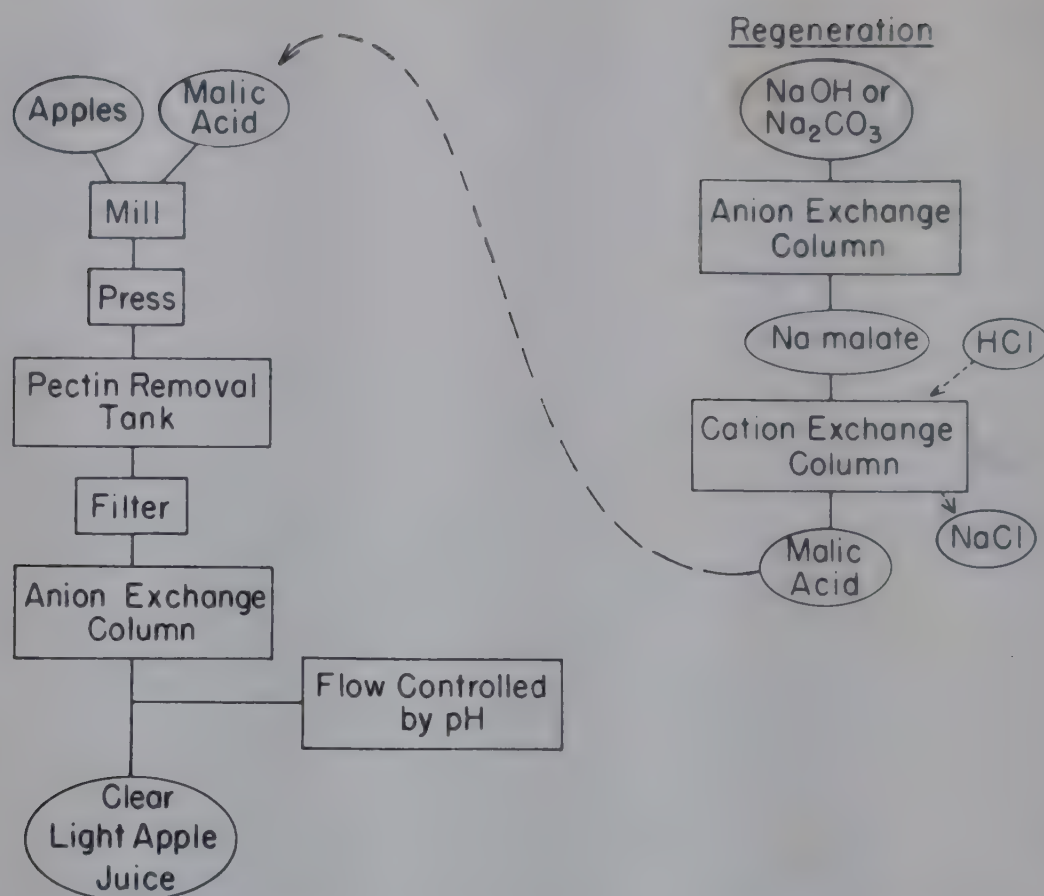 Regeneration
Apples
Malic
Acid
Mill
Press
Pectin Removal
Tank
Filter
Anion Exchange
Column
Flow Controlled
by pH
Clear
Light Apple
Juice
NaOH or
Na₂CO₃
Anion Exchange
Column
Na malate
HCl
Cation Exchange
Column
NaCl
Malic
Acid